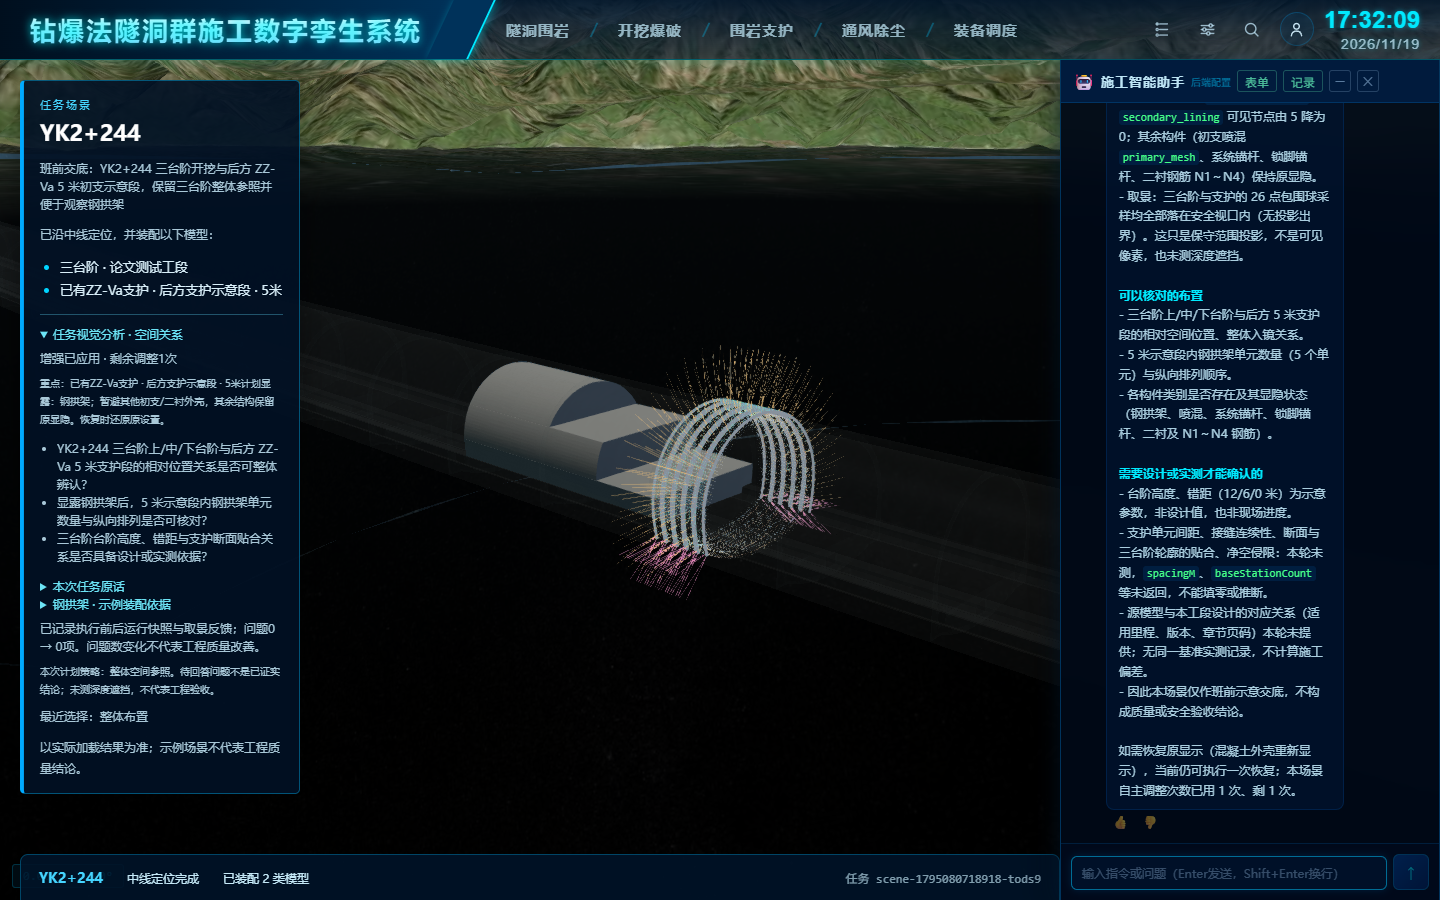 钻爆法隧洞群施工数字孪生系统
隧洞围岩 / 开挖爆破 / 围岩支护 / 通风除尘 / 装备调度
17:32:09
2026/11/19
任务场景
YK2+244
班前交底：YK2+244 三台阶开挖与后方 ZZ-
Va 5 米初支示意段，保留三台阶整体参照并
便于观察钢拱架
已沿中线定位，并装配以下模型：
三台阶 · 论文测试工段
已有ZZ-Va支护 · 后方支护示意段 · 5米
▼ 任务视觉分析 · 空间关系
增强已应用 · 剩余调整1次
重点：已有ZZ-Va支护 · 后方支护示意段 · 5米计划显
露：钢拱架；暂避其他初支/二衬外壳，其余结构保留
原显隐。恢复时还原原设置。
YK2+244 三台阶上/中/下台阶与后方 ZZ-
Va 5 米支护段的相对位置关系是否可整体
辨认？
显露钢拱架后，5 米示意段内钢拱架单元
数量与纵向排列是否可核对？
三台阶台阶高度、错距与支护断面贴合关
系是否具备设计或实测依据？
▶ 本次任务原话
▶ 钢拱架 · 示例装配依据
已记录执行前后运行快照与取景反馈；问题0
→ 0项。问题数变化不代表工程质量改善。
本次计划策略：整体空间参照。待回答问题不是已证实
结论；未测深度遮挡，不代表工程验收。
最近选择：整体布置
以实际加载结果为准；示例场景不代表工程质
量结论。
YK2+244 中线定位完成 已装配 2 类模型
任务 scene-1795080718918-tods9
施工智能助手 后端配置 表单 记录
secondary_lining 可见节点由 5 降为
0；其余构件（初支喷混
primary_mesh、系统锚杆、锁脚锚
杆、二衬钢筋 N1～N4）保持原显隐。
- 取景：三台阶与支护的 26 点包围球采
样均全部落在安全视口内（无投影出
界）。这只是保守范围投影，不是可见
像素，也未测深度遮挡。
可以核对的布置
- 三台阶上/中/下台阶与后方 5 米支护
段的相对空间位置、整体入镜关系。
- 5 米示意段内钢拱架单元数量（5 个单
元）与纵向排列顺序。
- 各构件类别是否存在及其显隐状态
（钢拱架、喷混、系统锚杆、锁脚锚
杆、二衬及 N1～N4 钢筋）。
需要设计或实测才能确认的
- 台阶高度、错距（12/6/0 米）为示意
参数，非设计值，也非现场进度。
- 支护单元间距、接缝连续性、断面与
三台阶轮廓的贴合、净空侵限：本轮未
测，spacingM、baseStationCount
等未返回，不能填零或推断。
- 源模型与本工段设计的对应关系（适
用里程、版本、章节页码）本轮未提
供；无同一基准实测记录，不计算施工
偏差。
- 因此本场景仅作班前示意交底，不构
成质量或安全验收结论。
如需恢复原显示（混凝土外壳重新显
示），当前仍可执行一次恢复；本场景
自主调整次数已用 1 次、剩 1 次。
输入指令或问题（Enter发送，Shift+Enter换行）